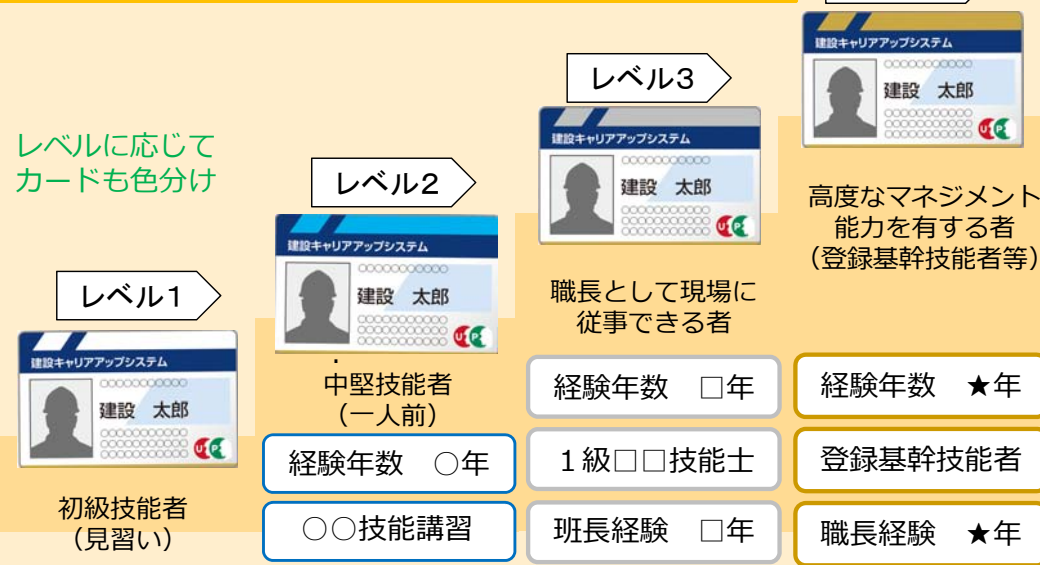 レベルに応じて
カードも色分け
レベル1
建設キャリアアップシステム
○○○○○○○○○○○
建設 太郎
初級技能者
（見習い）
レベル2
建設キャリアアップシステム
○○○○○○○○○○○
建設 太郎
中堅技能者
（一人前）
経験年数 ○年
○○技能講習
レベル3
建設キャリアアップシステム
○○○○○○○○○○○
建設 太郎
職長として現場に
従事できる者
経験年数 □年
１級□□技能士
班長経験 □年
建設キャリアアップシステム
○○○○○○○○○○○
建設 太郎
高度なマネジメント
能力を有する者
（登録基幹技能者等）
経験年数 ★年
登録基幹技能者
職長経験 ★年